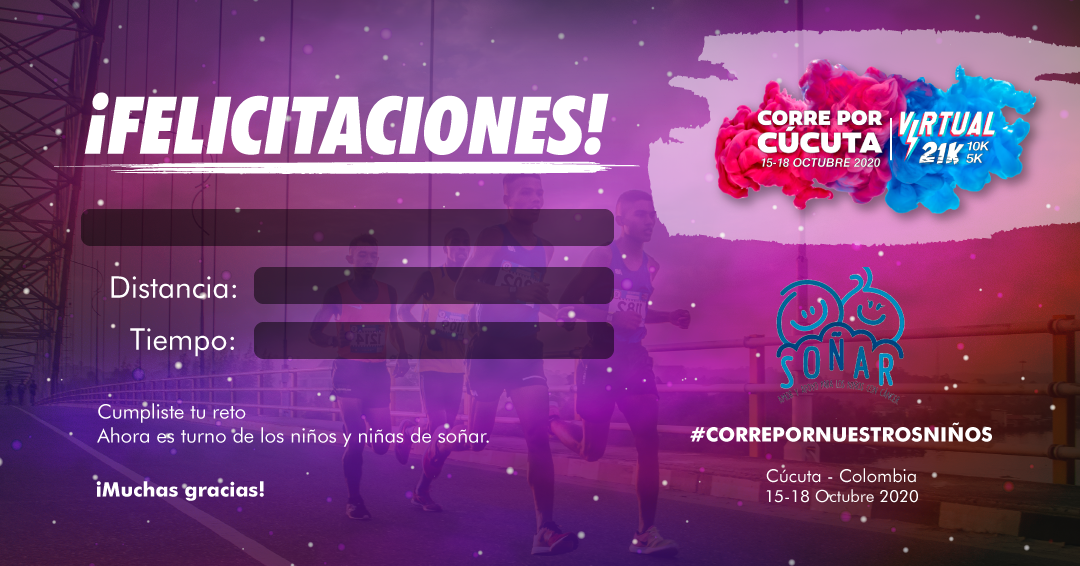 ¡FELICITACIONES!
CORRE POR
CÚCUTA
15-18 OCTUBRE 2020
VIRTUAL
21K
10K
5K
Distancia:
Tiempo:
SOÑAR
Cumpliste tu reto
Ahora es turno de los niños y niñas de soñar.
¡Muchas gracias!
#CORREPORNUESTROSNIÑOS
Cúcuta - Colombia
15-18 Octubre 2020